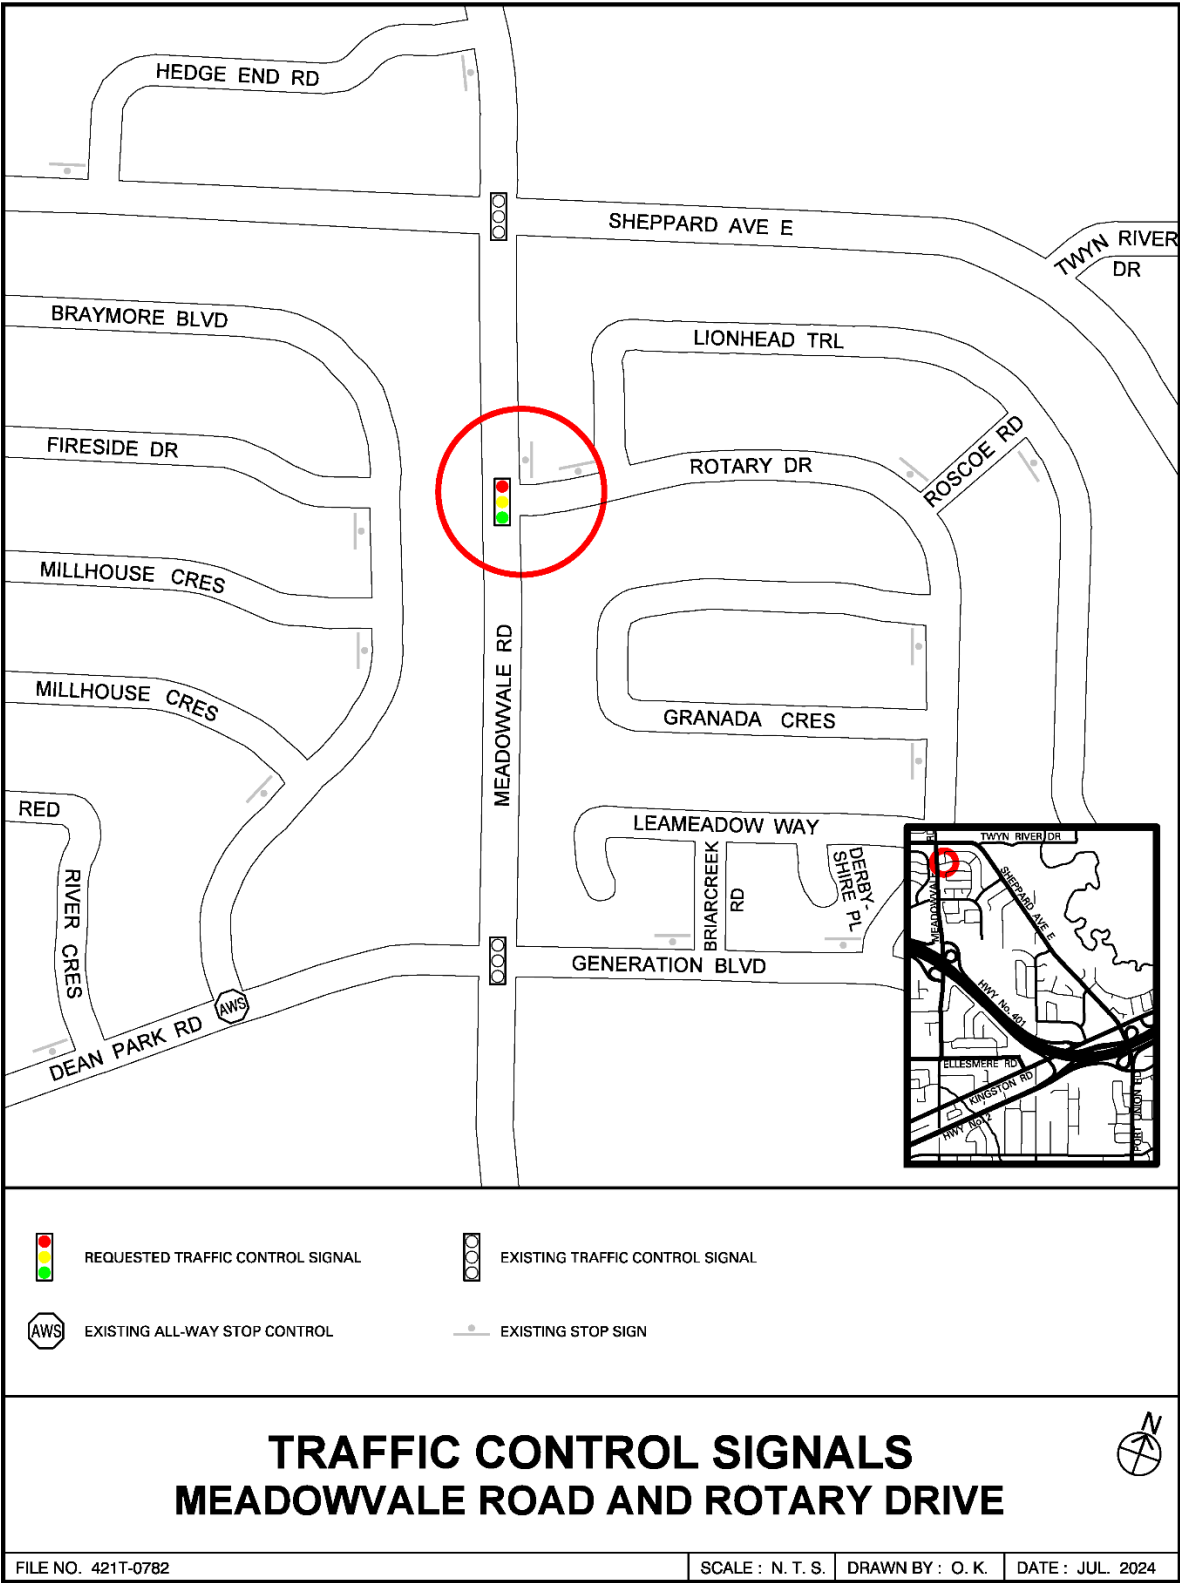 HEDGE END RD
SHEPPARD AVE E
TWYN RIVER
DR
BRAYMORE BLVD
LIONHEAD TRL
FIRESIDE DR
ROTARY DR
ROSCOE RD
MILLHOUSE CRES
MEADOWVALE RD
MILLHOUSE CRES
GRANADA CRES
RED
RIVER CRES
LEAMEADOW WAY
BRIARCREEK
RD
DERBY-
SHIRE PL
GENERATION BLVD
AWS
DEAN PARK RD
TWYN RIVER DR
RD
MEADOWVALE
SHEPPARD AVE E
HWY No. 401
ELLESMERE RD
KINGSTON RD
HWY No. 2
PORT UNION RD
REQUESTED TRAFFIC CONTROL SIGNAL
EXISTING TRAFFIC CONTROL SIGNAL
AWS
EXISTING ALL-WAY STOP CONTROL
EXISTING STOP SIGN
TRAFFIC CONTROL SIGNALS
MEADOWVALE ROAD AND ROTARY DRIVE
N
FILE NO. 421T-0782
SCALE : N. T. S.
DRAWN BY : O. K.
DATE : JUL. 2024